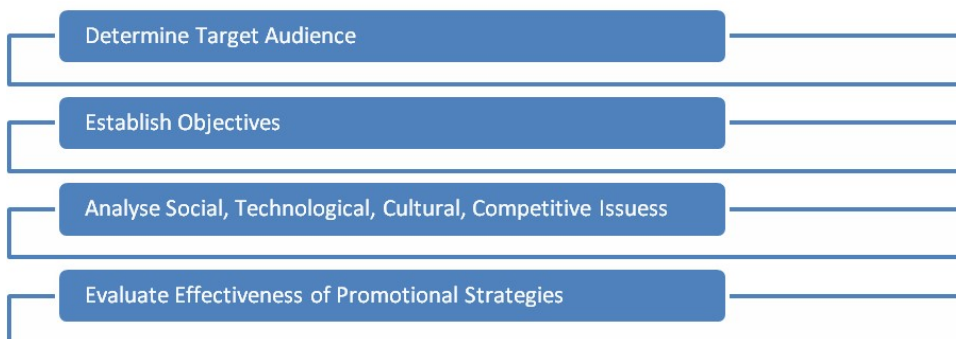 Determine Target Audience
Establish Objectives
Analyse Social, Technological, Cultural, Competitive Issuess
Evaluate Effectiveness of Promotional Strategies